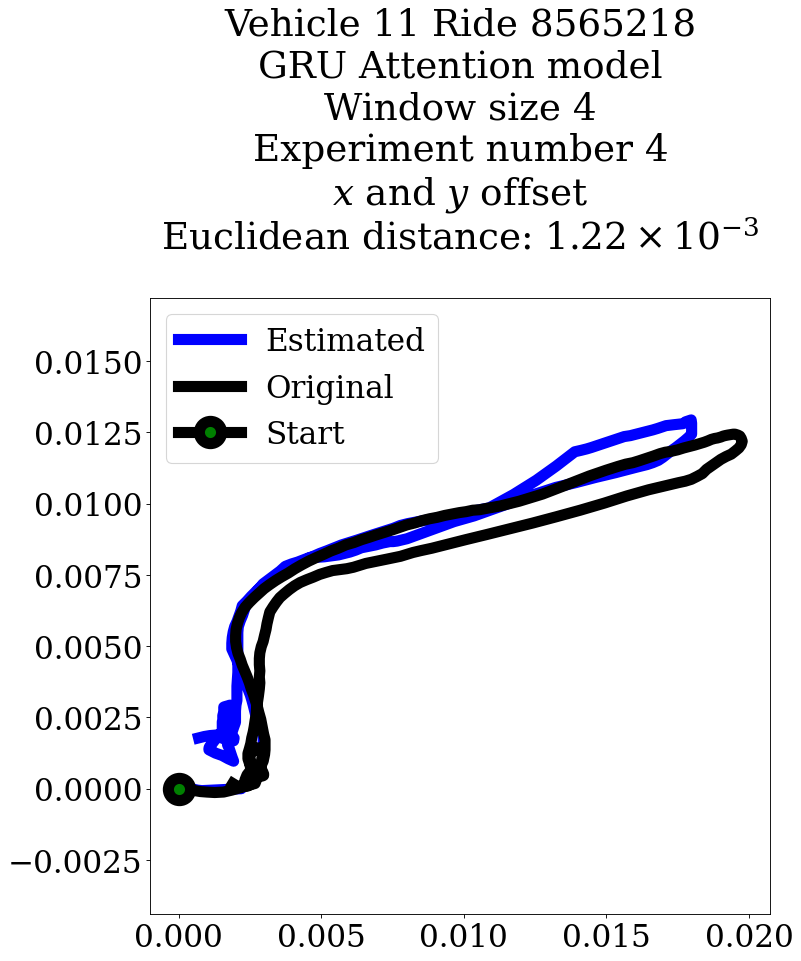 Vehicle 11 Ride 8565218
GRU Attention model
Window size 4
Experiment number 4
x and y offset
Euclidean distance: 1.22 × 10⁻³
Estimated
Original
Start
0.0150
0.0125
0.0100
0.0075
0.0050
0.0025
0.0000
−0.0025
0.000 0.005 0.010 0.015 0.020